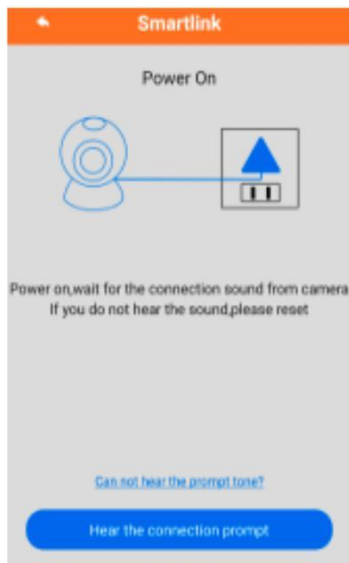 Smartlink
Power On
Power on,wait for the connection sound from camera
If you do not hear the sound,please reset
Can not hear the prompt tone?
Hear the connection prompt